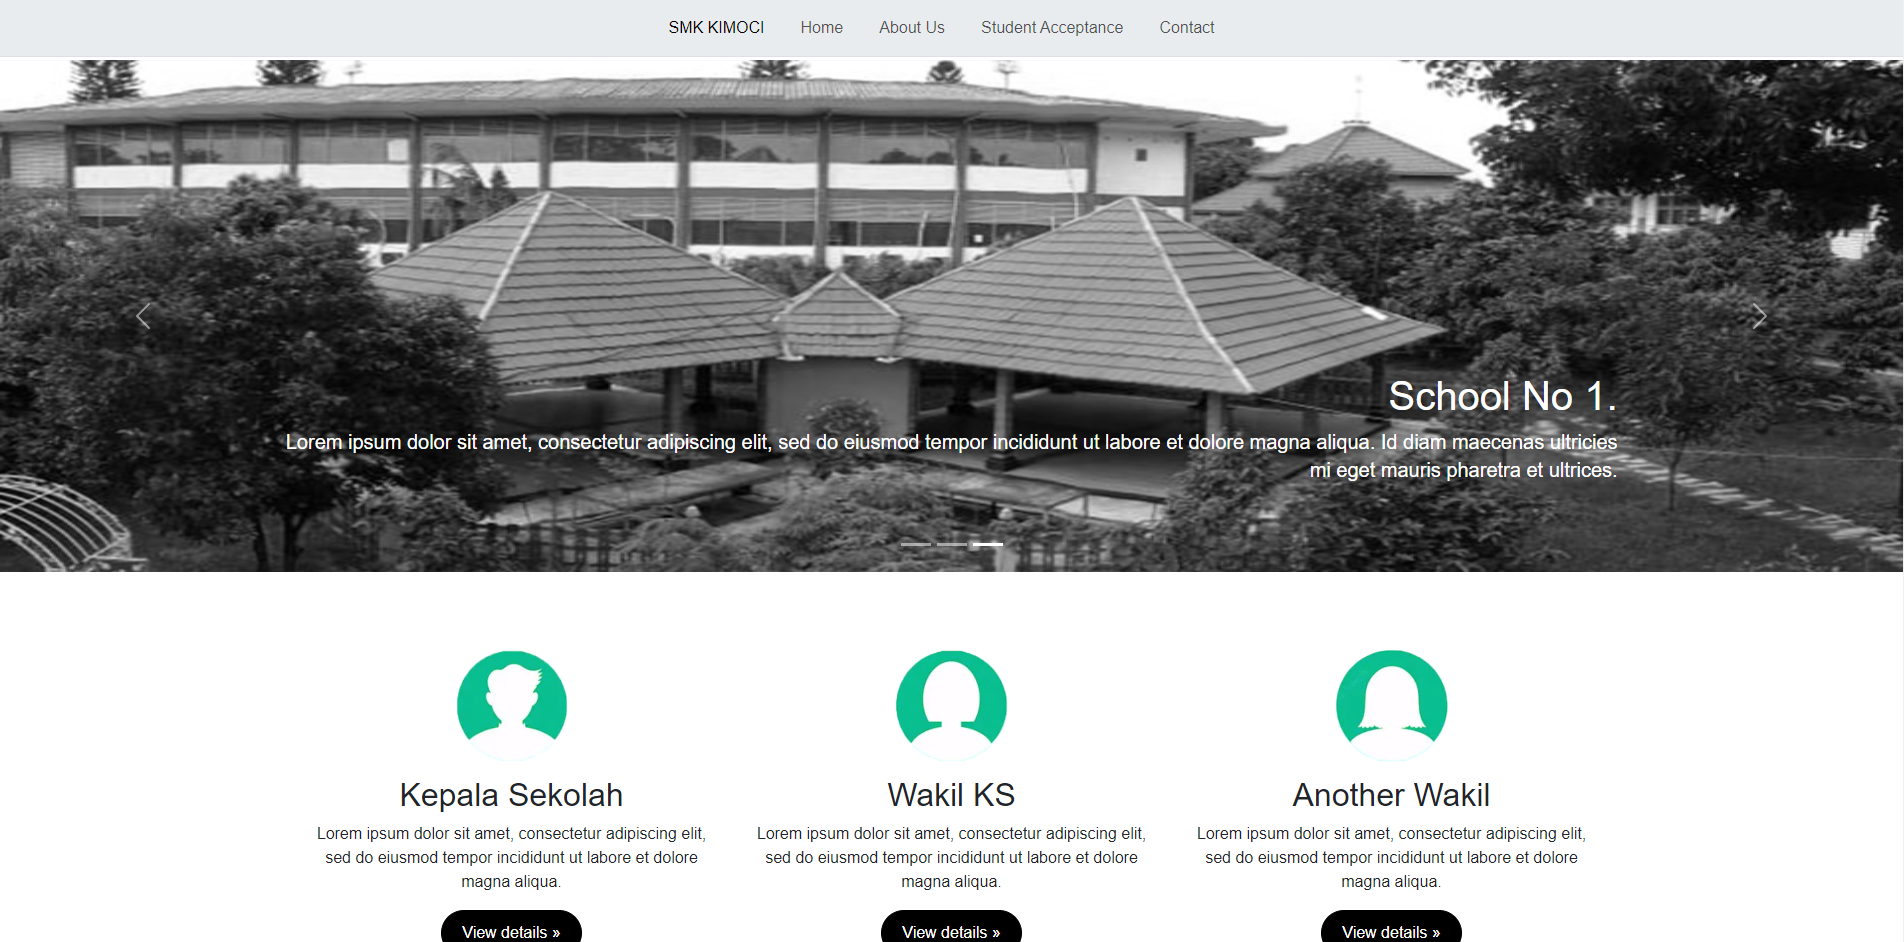 SMK KIMOCI Home About Us Student Acceptance Contact
School No 1.
Lorem ipsum dolor sit amet, consectetur adipiscing elit, sed do eiusmod tempor incididunt ut labore et dolore magna aliqua. Id diam maecenas ultricies
mi eget mauris pharetra et ultrices.
Kepala Sekolah
Lorem ipsum dolor sit amet, consectetur adipiscing elit,
sed do eiusmod tempor incididunt ut labore et dolore
magna aliqua.
View details »
Wakil KS
Lorem ipsum dolor sit amet, consectetur adipiscing elit,
sed do eiusmod tempor incididunt ut labore et dolore
magna aliqua.
View details »
Another Wakil
Lorem ipsum dolor sit amet, consectetur adipiscing elit,
sed do eiusmod tempor incididunt ut labore et dolore
magna aliqua.
View details »